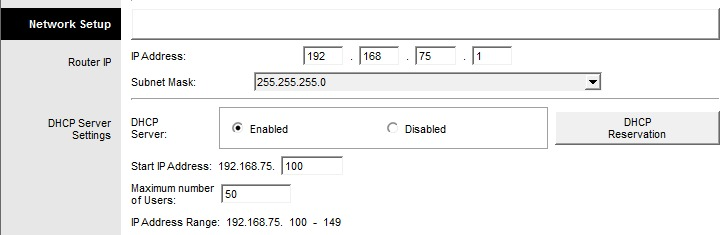 Network Setup
Router IP
IP Address: 192 . 168 . 75 . 1
Subnet Mask: 255.255.255.0
DHCP Server
Settings
DHCP
Server:
Enabled
Disabled
DHCP
Reservation
Start IP Address: 192.168.75. 100
Maximum number
of Users: 50
IP Address Range: 192.168.75. 100 - 149